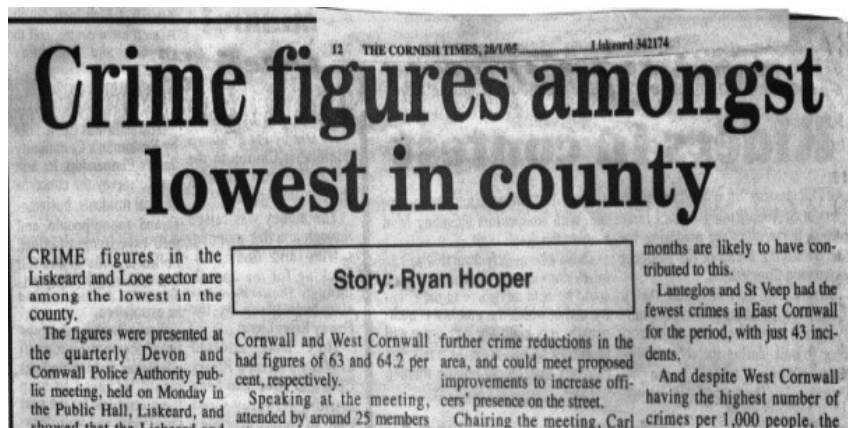 12 THE CORNISH TIMES, 28/1/05 Liskeard 342174
Crime figures amongst
lowest in county
Story: Ryan Hooper
CRIME figures in the
Liskeard and Looe sector are
among the lowest in the
county.
The figures were presented at
the quarterly Devon and
Cornwall Police Authority pub-
lic meeting, held on Monday in
the Public Hall, Liskeard, and
showed that the Liskeard and
Cornwall and West Cornwall
had figures of 63 and 64.2 per
cent, respectively.
Speaking at the meeting,
attended by around 25 members
further crime reductions in the
area, and could meet proposed
improvements to increase offi-
cers' presence on the street.
Chairing the meeting, Carl
months are likely to have con-
tributed to this.
Lanteglos and St Veep had the
fewest crimes in East Cornwall
for the period, with just 43 inci-
dents.
And despite West Cornwall
having the highest number of
crimes per 1,000 people, the